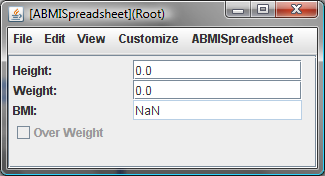 [ABMISpreadsheet](Root)
File Edit View Customize ABMISpreadsheet
Height: 0.0
Weight: 0.0
BMI: NaN
Over Weight